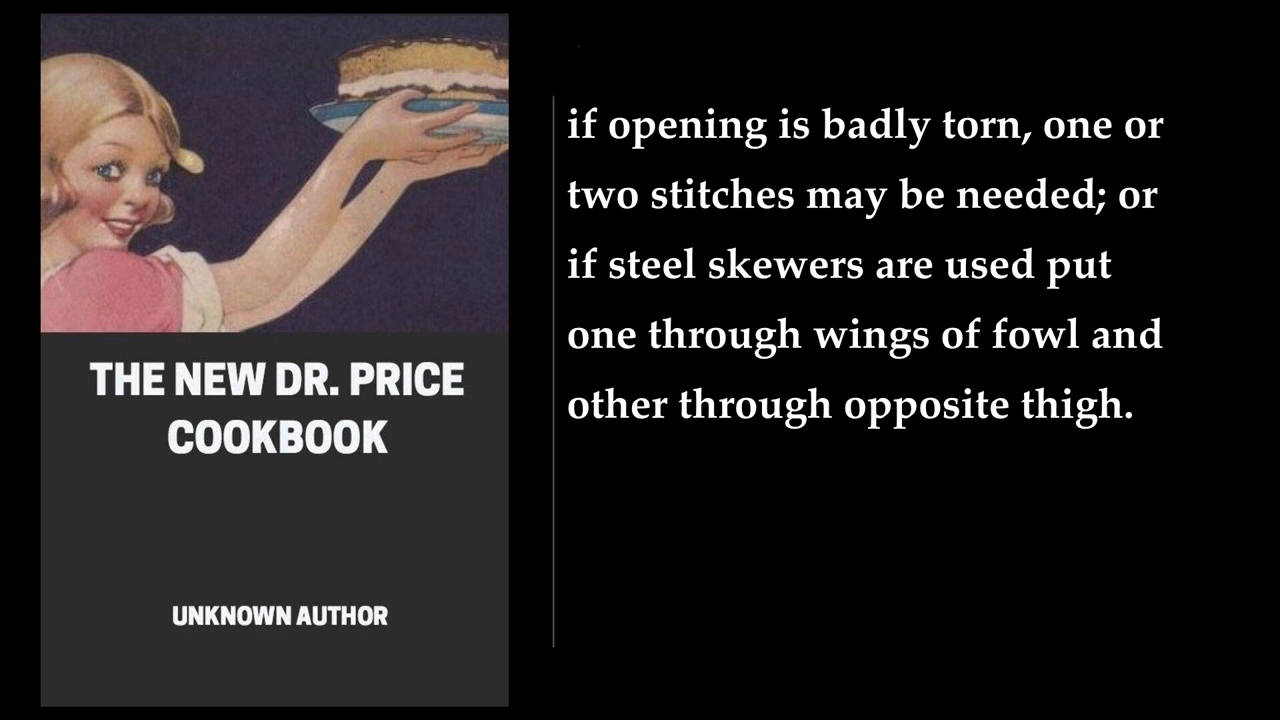 THE NEW DR. PRICE
COOKBOOK
UNKNOWN AUTHOR
if opening is badly torn, one or
two stitches may be needed; or
if steel skewers are used put
one through wings of fowl and
other through opposite thigh.